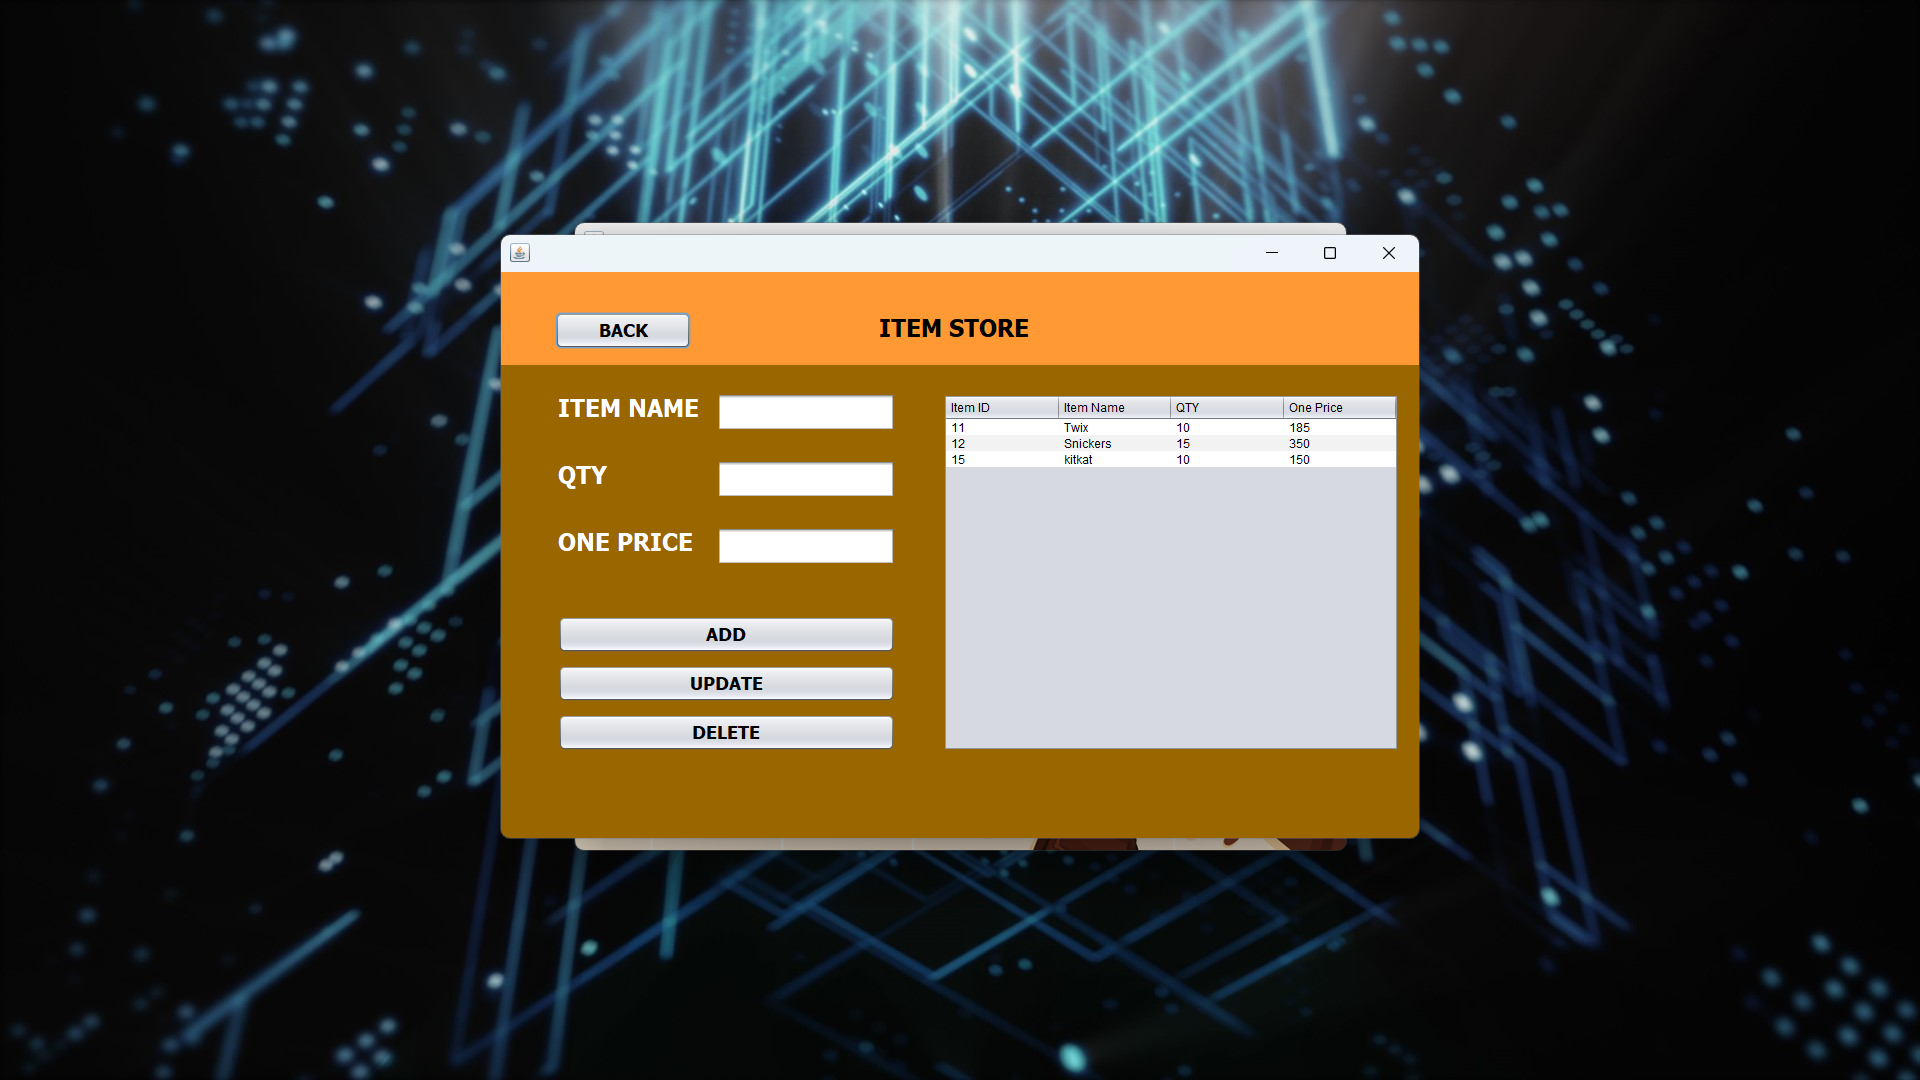 BACK
ITEM STORE
ITEM NAME
QTY
ONE PRICE
ADD
UPDATE
DELETE
Item ID Item Name QTY One Price
11 Twix 10 185
12 Snickers 15 350
15 kitkat 10 150